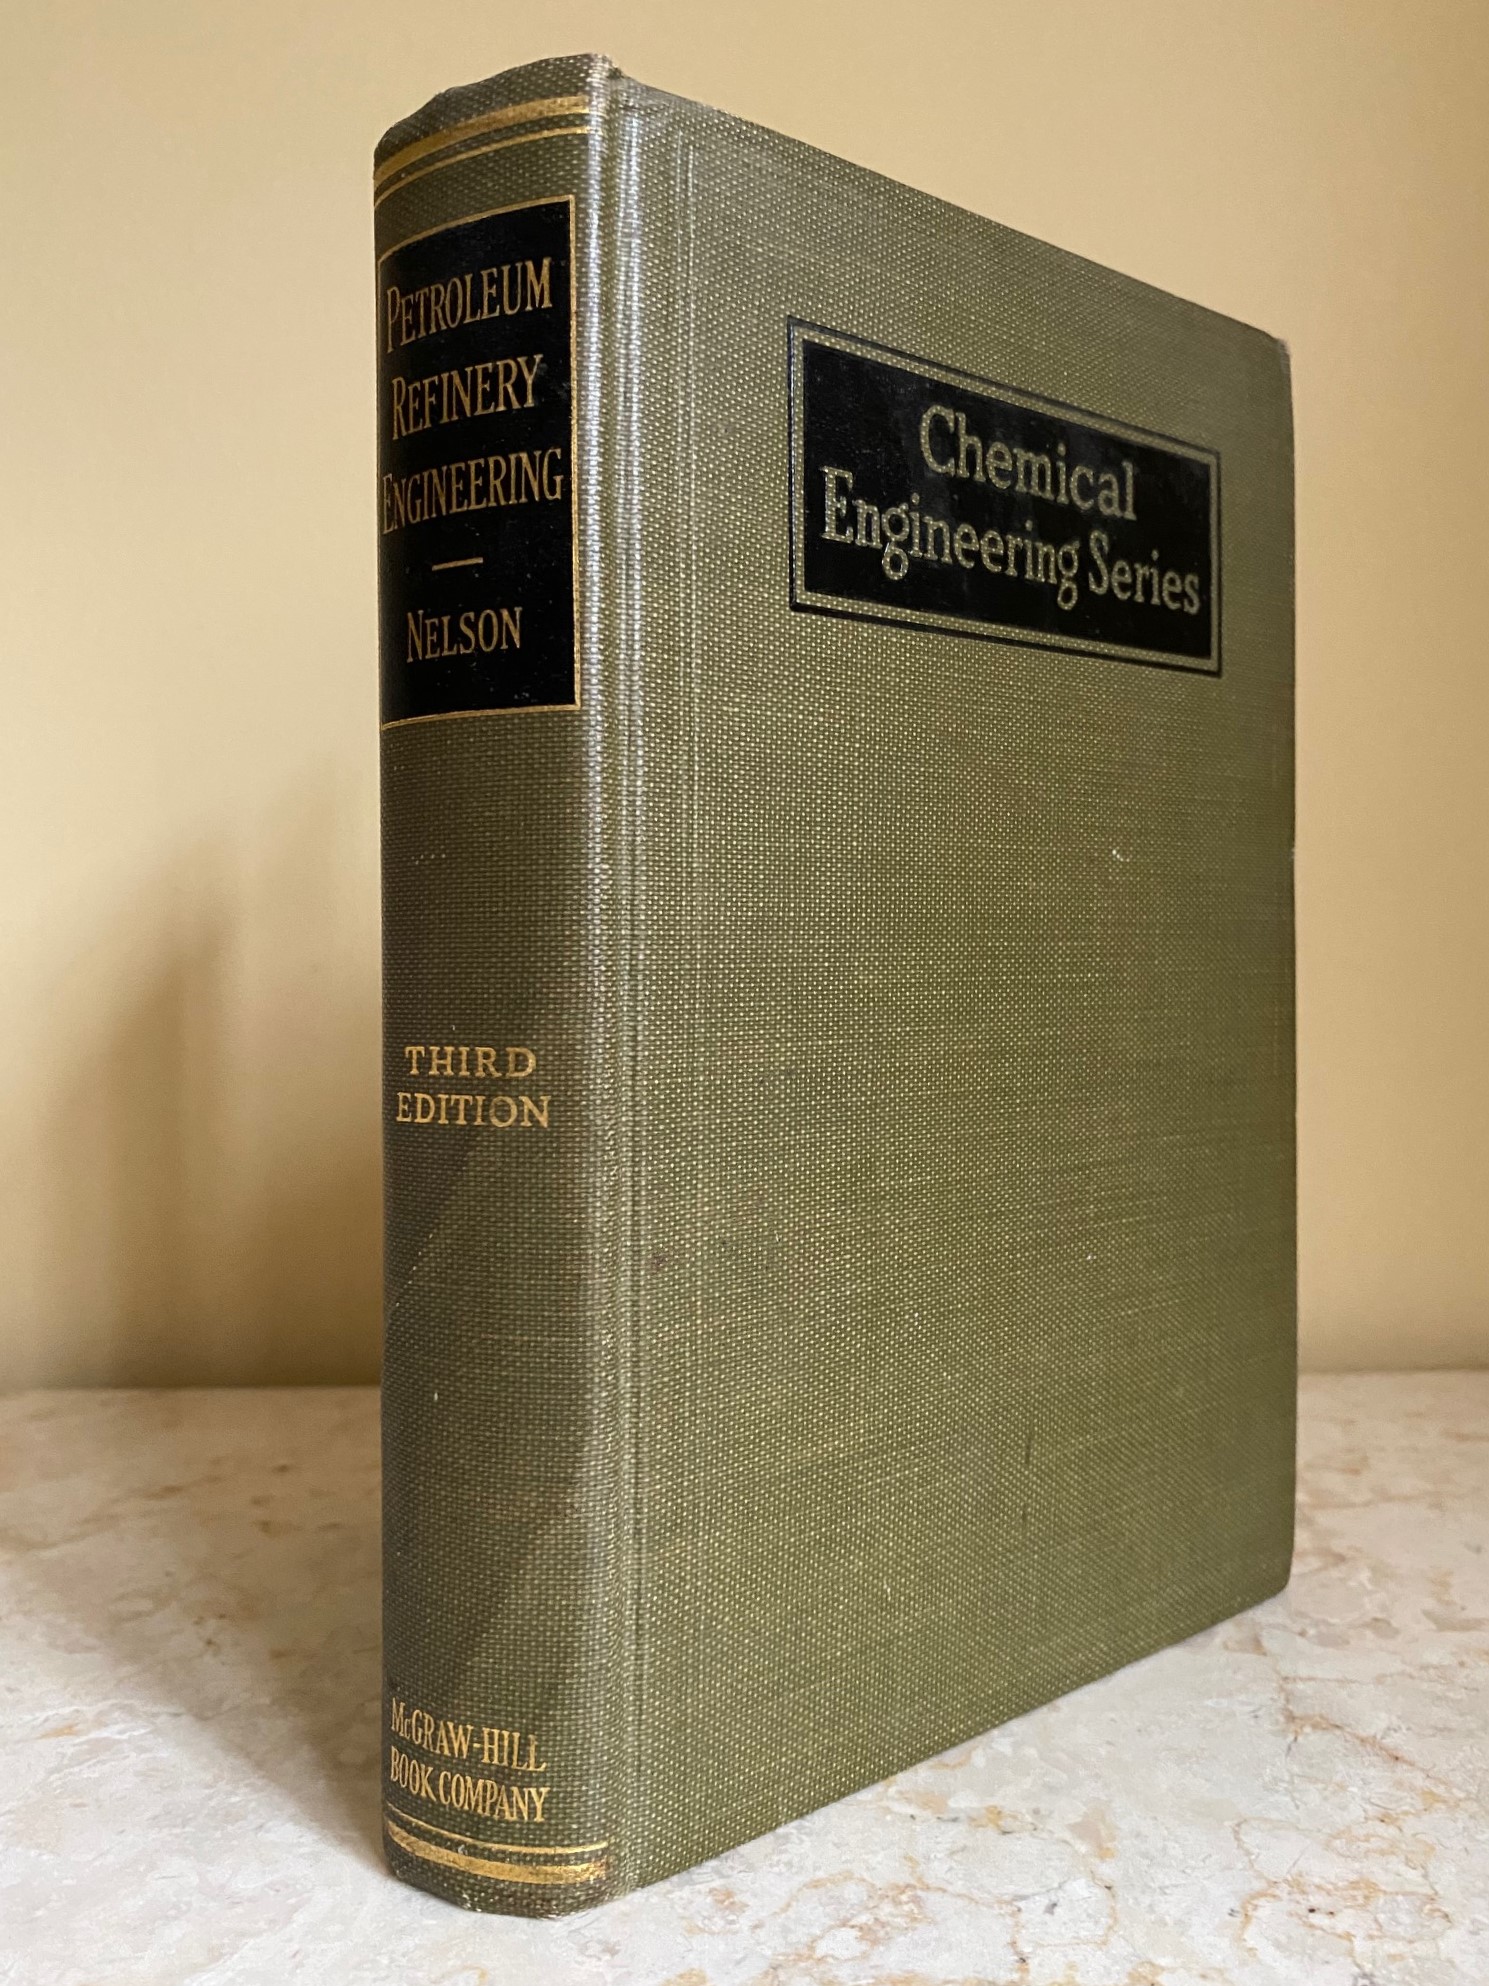 PETROLEUM
REFINERY
ENGINEERING
NELSON
THIRD
EDITION
McGRAW-HILL
BOOK COMPANY
Chemical
Engineering Series